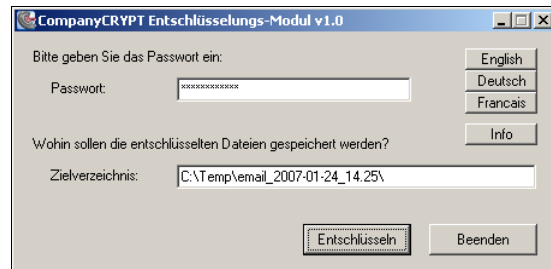 CompanyCRYPT Entschlüsselungs-Modul v1.0
Bitte geben Sie das Passwort ein:
English
Passwort:
************
Deutsch
Francais
Info
Wohin sollen die entschlüsselten Dateien gespeichert werden?
Zielverzeichnis:
C:\Temp\email_2007-01-24_14.25\
Entschlüsseln
Beenden